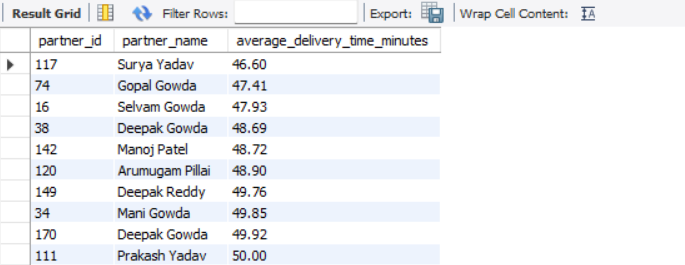 Result Grid Filter Rows: Export: Wrap Cell Content: IA
partner_id partner_name average_delivery_time_minutes
117 Surya Yadav 46.60
74 Gopal Gowda 47.41
16 Selvam Gowda 47.93
38 Deepak Gowda 48.69
142 Manoj Patel 48.72
120 Arumugam Pillai 48.90
149 Deepak Reddy 49.76
34 Mani Gowda 49.85
170 Deepak Gowda 49.92
111 Prakash Yadav 50.00